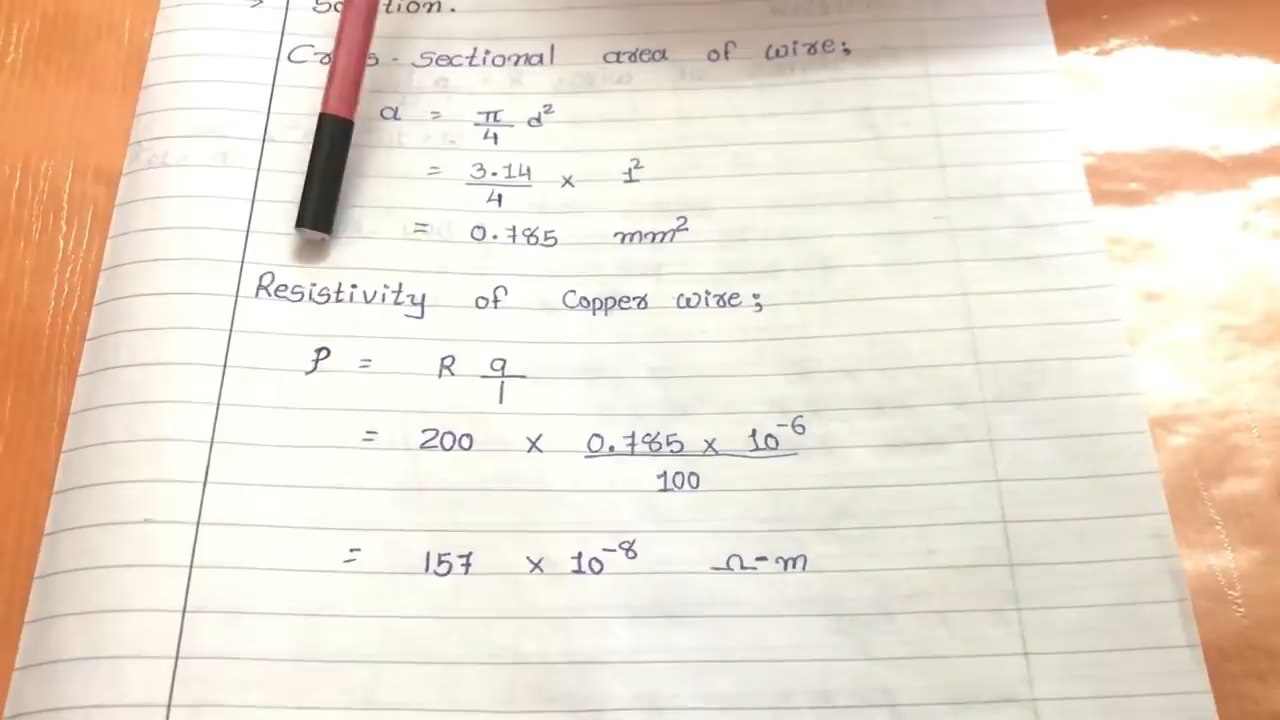 Cross-sectional area of wire;
a = π/4 d²
= 3.14/4 × 1²
= 0.785 mm²
Resistivity of Copper wire;
ρ = R a/l
= 200 × 0.785 × 10⁻⁶/100
= 157 × 10⁻⁸ Ω-m